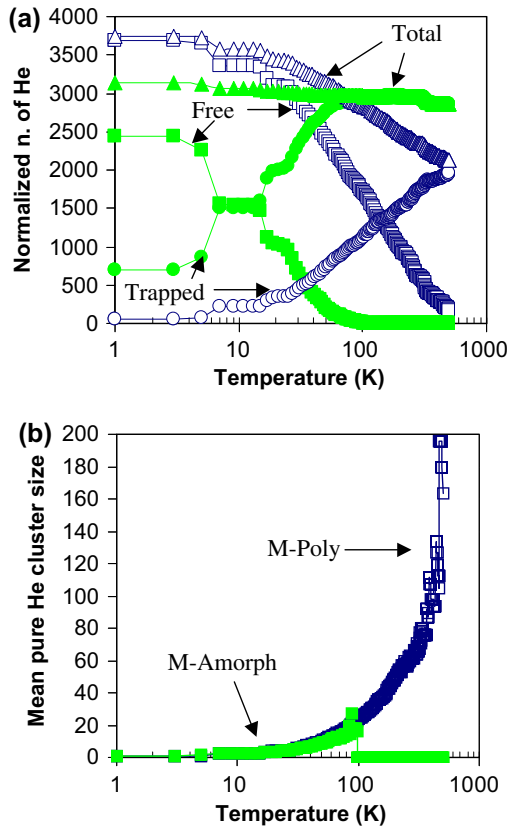 (a)
4000
3500
3000
2500
2000
1500
1000
500
0
Normalized n. of He
Total
Free
Trapped
1 10 100 1000
Temperature (K)
(b)
200
180
160
140
120
100
80
60
40
20
0
Mean pure He cluster size
M-Poly
M-Amorph
1 10 100 1000
Temperature (K)